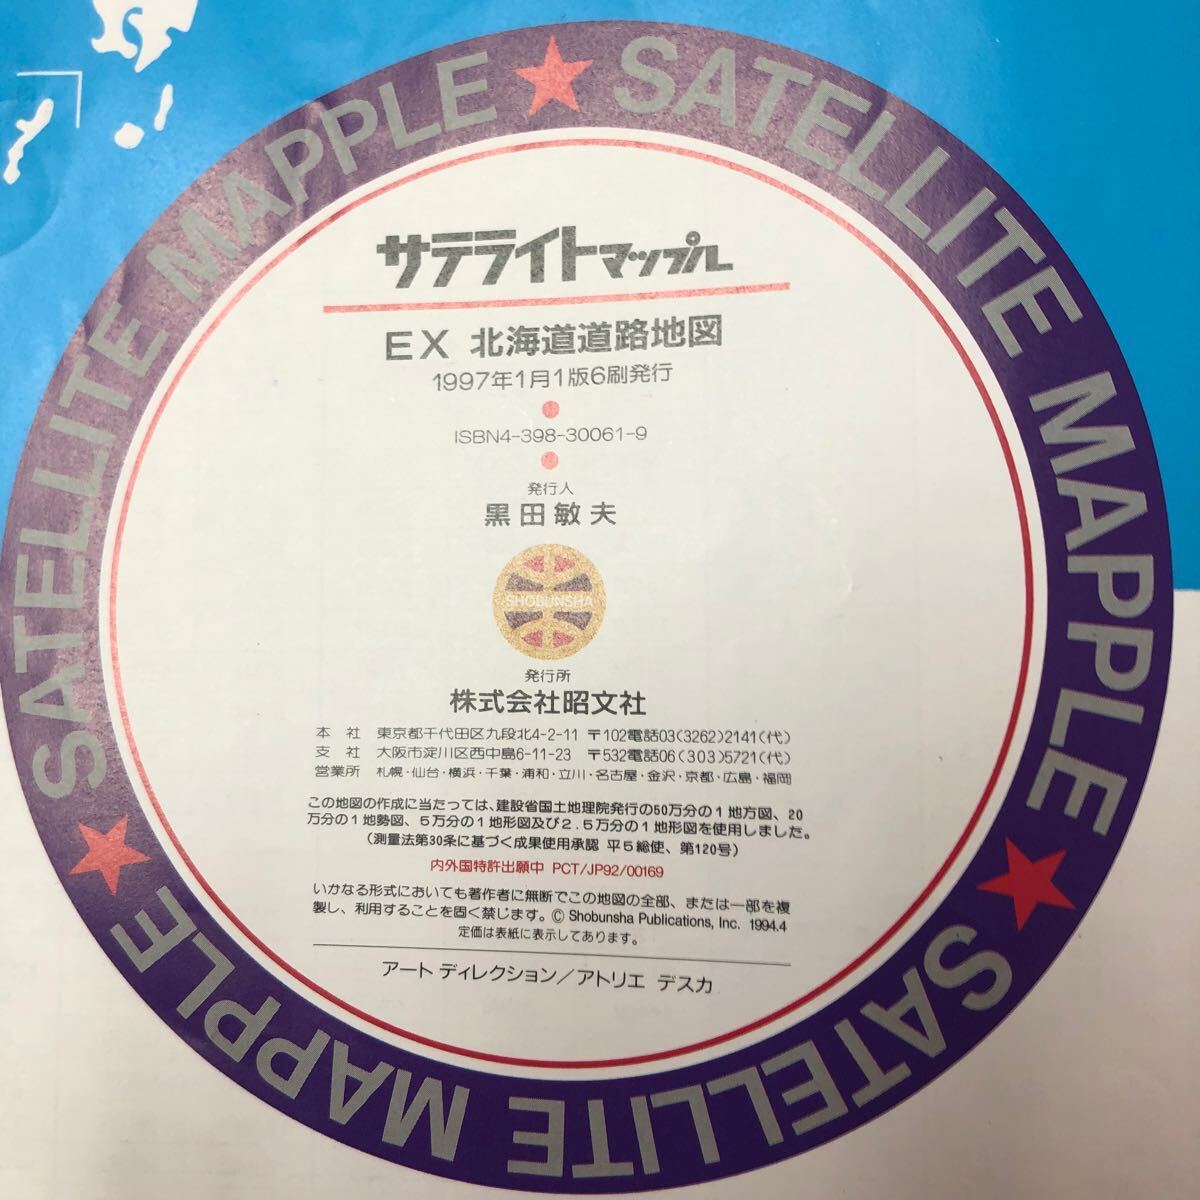 SATELLITE MAPPLE ★ SATELLITE MAPPLE ★ SATELLITE MAPPLE ★
サテライトマップル
EX 北海道道路地図
1997年1月1版6刷発行
ISBN4-398-30061-9
発行人
黒田敏夫
SHOBUNSHA
発行所
株式会社昭文社
本 社 東京都千代田区九段北4-2-11 〒102電話03(3262)2141(代)
支 社 大阪市淀川区西中島6-11-23 〒532電話06(303)5721(代)
営業所 札幌・仙台・横浜・千葉・浦和・立川・名古屋・金沢・京都・広島・福岡
この地図の作成に当たっては、建設省国土地理院発行の50万分の1地方図、20
万分の1地勢図、5万分の1地形図及び2.5万分の1地形図を使用しました。
(測量法第30条に基づく成果使用承認 平5総使、第120号)
内外国特許出願中 PCT/JP92/00169
いかなる形式においても著作者に無断でこの地図の全部、または一部を複
製し、利用することを固く禁じます。© Shobunsha Publications, Inc. 1994.4
定価は表紙に表示してあります。
アート ディレクション/アトリエ デスカ